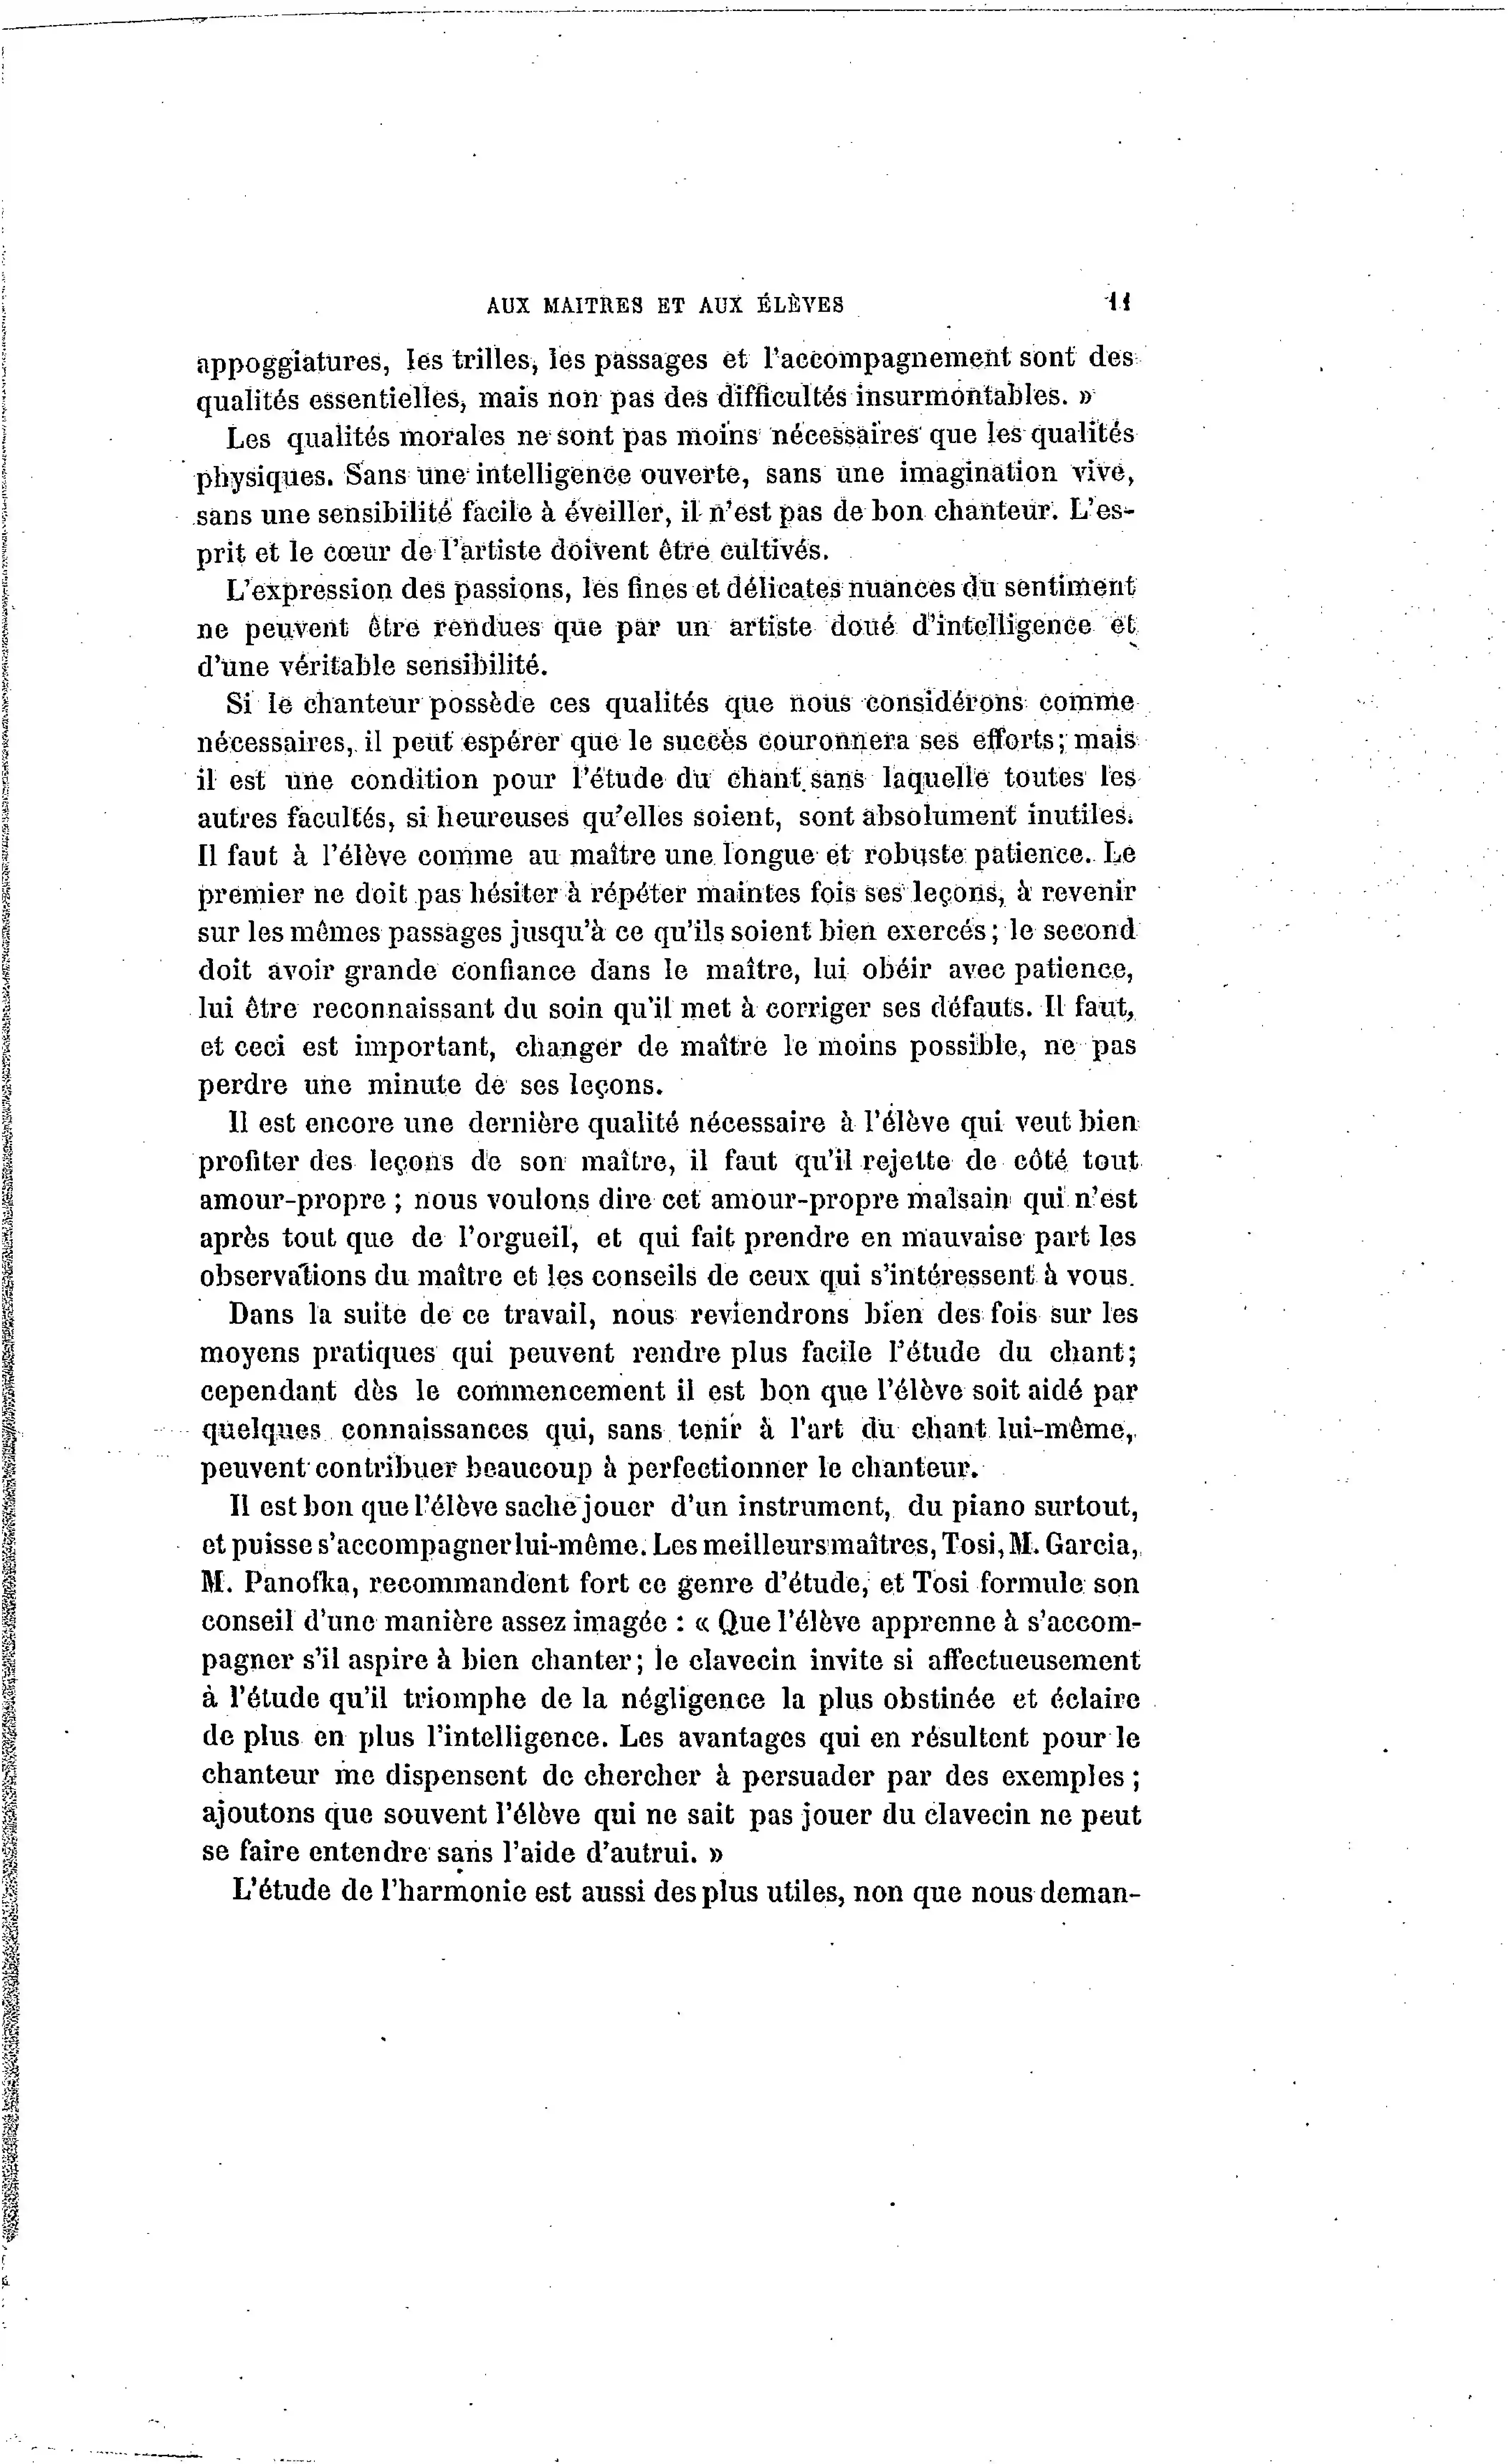 AUX MAITRES ET AUX ÉLÈVES 11
appoggiatures, les trilles, les passages et l'accompagnement sont des
qualités essentielles, mais non pas des difficultés insurmontables. »
Les qualités morales ne sont pas moins nécessaires que les qualités
physiques. Sans une intelligence ouverte, sans une imagination vive,
sans une sensibilité facile à éveiller, il n'est pas de bon chanteur. L'es-
prit et le cœur de l'artiste doivent être cultivés.
L'expression des passions, les fines et délicates nuances du sentiment
ne peuvent être rendues que par un artiste doué d'intelligence et
d'une véritable sensibilité.
Si le chanteur possède ces qualités que nous considérons comme
nécessaires, il peut espérer que le succès couronnera ses efforts; mais
il est une condition pour l'étude du chant sans laquelle toutes les
autres facultés, si heureuses qu'elles soient, sont absolument inutiles.
Il faut à l'élève comme au maître une longue et robuste patience. Le
premier ne doit pas hésiter à répéter maintes fois ses leçons, à revenir
sur les mêmes passages jusqu'à ce qu'ils soient bien exercés; le second
doit avoir grande confiance dans le maître, lui obéir avec patience,
lui être reconnaissant du soin qu'il met à corriger ses défauts. Il faut,
et ceci est important, changer de maître le moins possible, ne pas
perdre une minute de ses leçons.
Il est encore une dernière qualité nécessaire à l'élève qui veut bien
profiter des leçons de son maître, il faut qu'il rejette de côté tout
amour-propre ; nous voulons dire cet amour-propre malsain qui n'est
après tout que de l'orgueil, et qui fait prendre en mauvaise part les
observations du maître et les conseils de ceux qui s'intéressent à vous.
Dans la suite de ce travail, nous reviendrons bien des fois sur les
moyens pratiques qui peuvent rendre plus facile l'étude du chant;
cependant dès le commencement il est bon que l'élève soit aidé par
quelques connaissances qui, sans tenir à l'art du chant lui-même,
peuvent contribuer beaucoup à perfectionner le chanteur.
Il est bon que l'élève sache jouer d'un instrument, du piano surtout,
et puisse s'accompagner lui-même. Les meilleurs maîtres, Tosi, M. Garcia,
M. Panofka, recommandent fort ce genre d'étude, et Tosi formule son
conseil d'une manière assez imagée : « Que l'élève apprenne à s'accom-
pagner s'il aspire à bien chanter; le clavecin invite si affectueusement
à l'étude qu'il triomphe de la négligence la plus obstinée et éclaire
de plus en plus l'intelligence. Les avantages qui en résultent pour le
chanteur me dispensent de chercher à persuader par des exemples ;
ajoutons que souvent l'élève qui ne sait pas jouer du clavecin ne peut
se faire entendre sans l'aide d'autrui. »
L'étude de l'harmonie est aussi des plus utiles, non que nous deman-